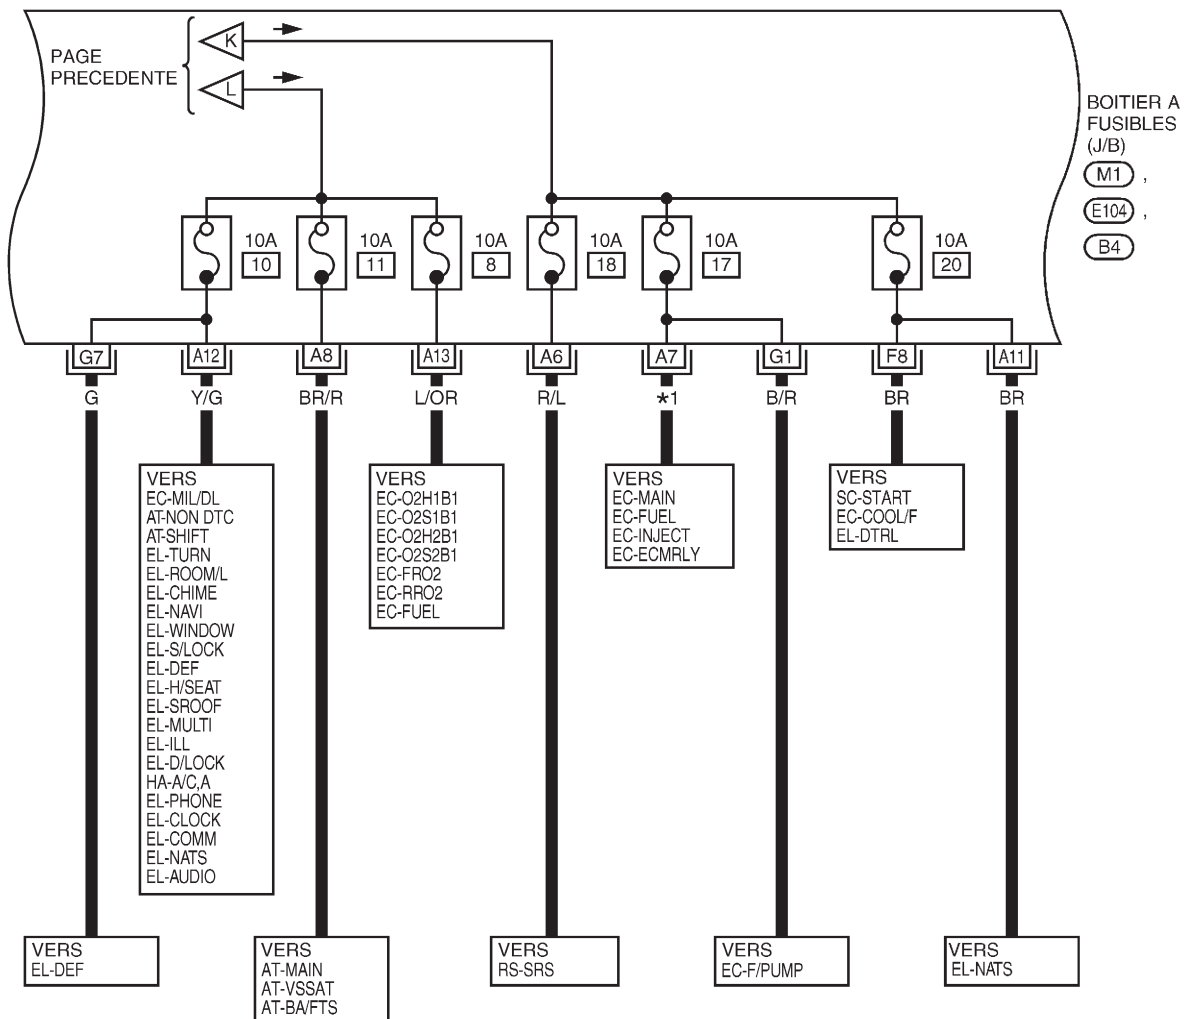 PAGE
PRECEDENTE
K
L
BOITIER A
FUSIBLES
(J/B)
M1 ,
E104 ,
B4
10A
10
10A
11
10A
8
10A
18
10A
17
10A
20
G7 A12 A8 A13 A6 A7 G1 F8 A11
G Y/G BR/R L/OR R/L *1 B/R BR BR
VERS
EC-MIL/DL
AT-NON DTC
AT-SHIFT
EL-TURN
EL-ROOM/L
EL-CHIME
EL-NAVI
EL-WINDOW
EL-S/LOCK
EL-DEF
EL-H/SEAT
EL-SROOF
EL-MULTI
EL-ILL
EL-D/LOCK
HA-A/C,A
EL-PHONE
EL-CLOCK
EL-COMM
EL-NATS
EL-AUDIO
VERS
EC-O2H1B1
EC-O2S1B1
EC-O2H2B1
EC-O2S2B1
EC-FRO2
EC-RRO2
EC-FUEL
VERS
EC-MAIN
EC-FUEL
EC-INJECT
EC-ECMRLY
VERS
SC-START
EC-COOL/F
EL-DTRL
VERS
EL-DEF
VERS
AT-MAIN
AT-VSSAT
AT-BA/FTS
VERS
RS-SRS
VERS
EC-F/PUMP
VERS
EL-NATS